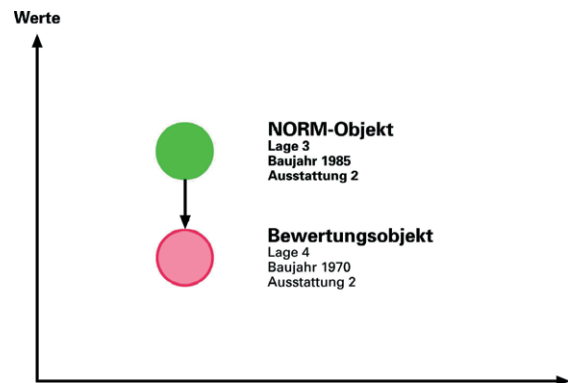 Werte
NORM-Objekt
Lage 3
Baujahr 1985
Ausstattung 2
Bewertungsobjekt
Lage 4
Baujahr 1970
Ausstattung 2